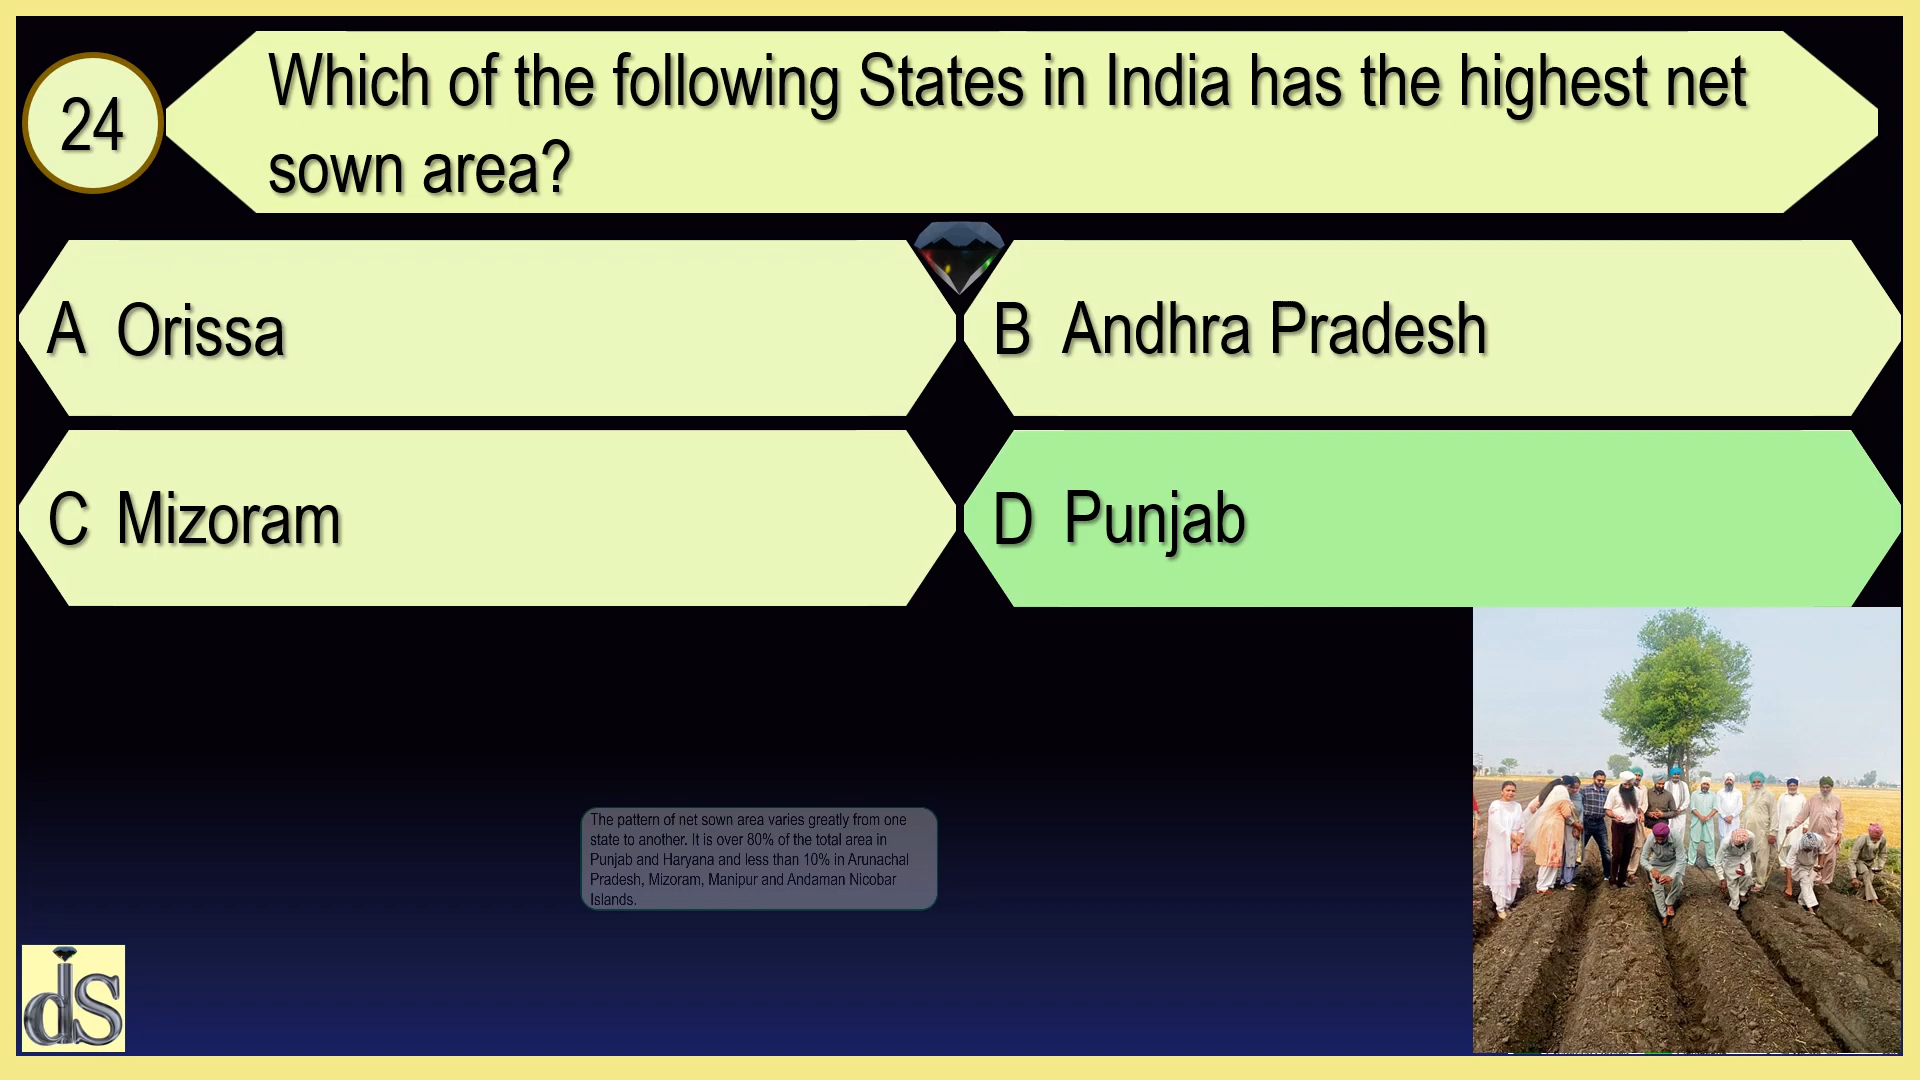 24
Which of the following States in India has the highest net
sown area?
A Orissa
B Andhra Pradesh
C Mizoram
D Punjab
The pattern of net sown area varies greatly from one
state to another. It is over 80% of the total area in
Punjab and Haryana and less than 10% in Arunachal
Pradesh, Mizoram, Manipur and Andaman Nicobar
Islands.
ds